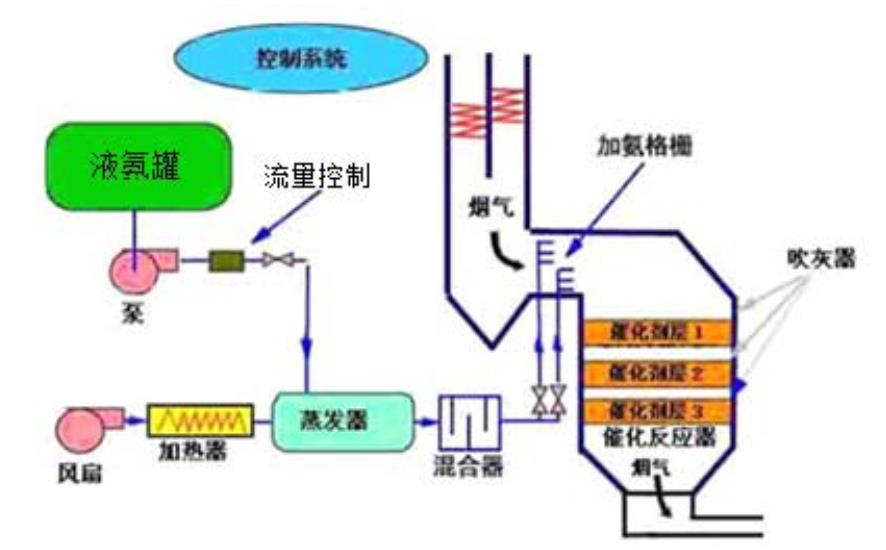 控制系统
液氨罐
流量控制
加氨格栅
烟气
吹灰器
泵
催化剂层1
催化剂层2
催化剂层3
催化反应器
蒸发器
加热器
混合器
风扇
烟气